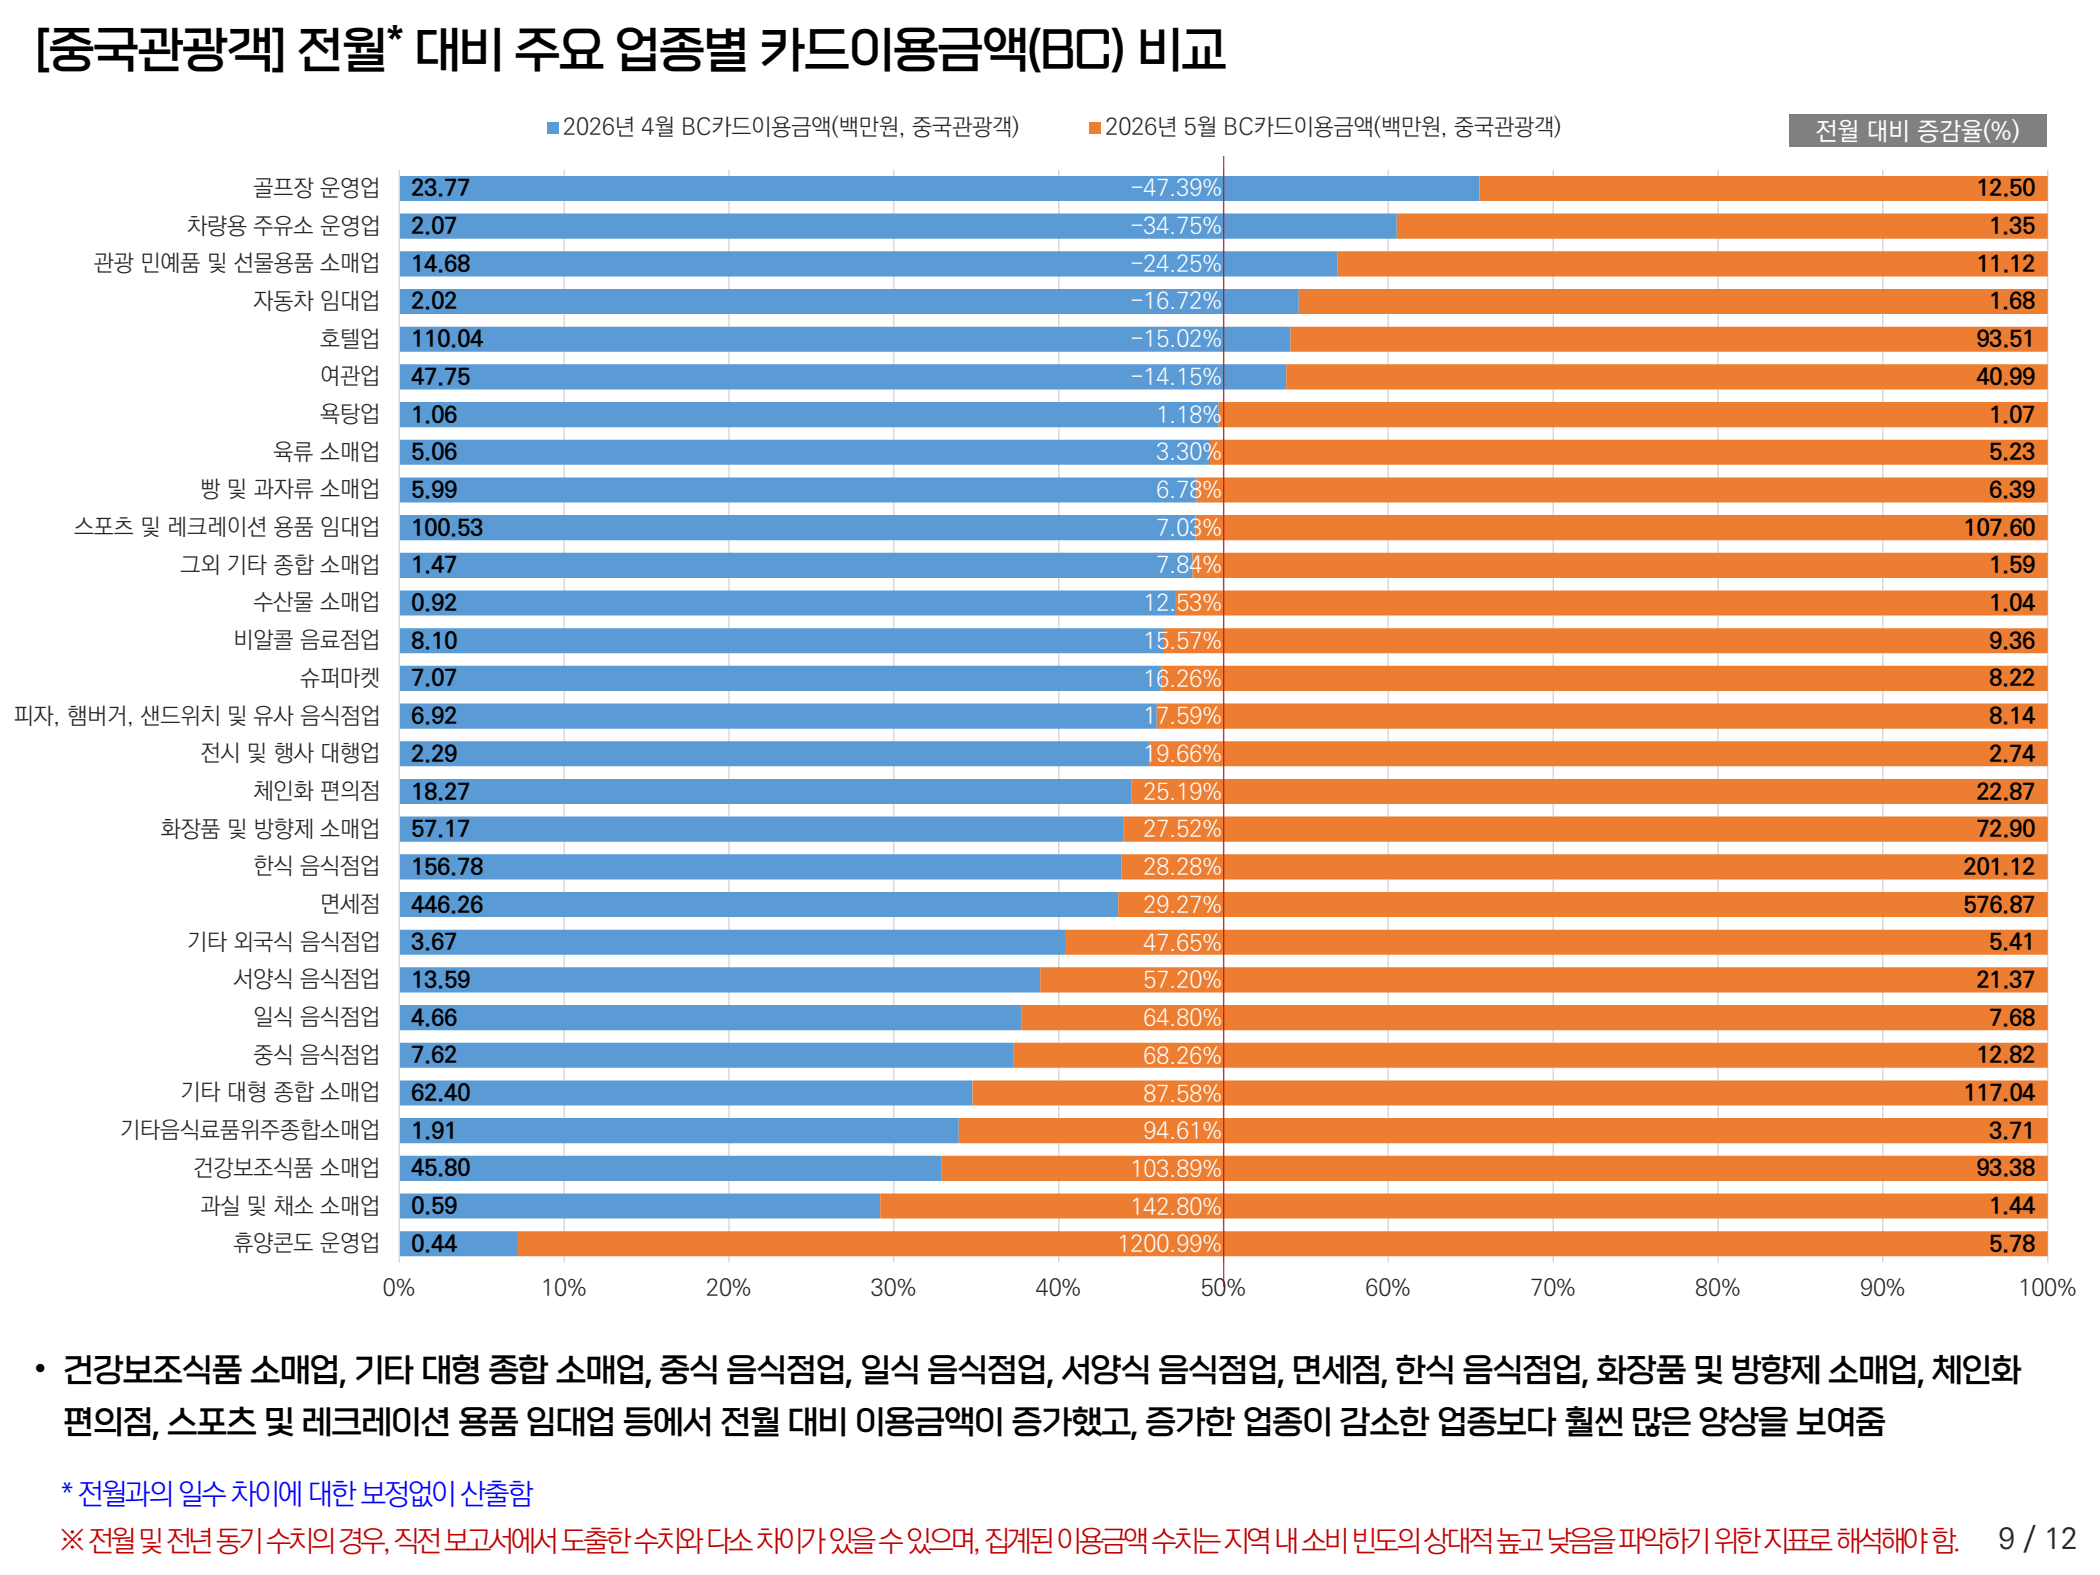 [중국관광객] 전월* 대비 주요 업종별 카드이용금액(BC) 비교
2026년 4월 BC카드이용금액(백만원, 중국관광객)
2026년 5월 BC카드이용금액(백만원, 중국관광객)
전월 대비 증감율(%)
골프장 운영업 23.77 -47.39% 12.50
차량용 주유소 운영업 2.07 -34.75% 1.35
관광 민예품 및 선물용품 소매업 14.68 -24.25% 11.12
자동차 임대업 2.02 -16.72% 1.68
호텔업 110.04 -15.02% 93.51
여관업 47.75 -14.15% 40.99
욕탕업 1.06 1.18% 1.07
육류 소매업 5.06 3.30% 5.23
빵 및 과자류 소매업 5.99 6.78% 6.39
스포츠 및 레크레이션 용품 임대업 100.53 7.03% 107.60
그외 기타 종합 소매업 1.47 7.84% 1.59
수산물 소매업 0.92 12.53% 1.04
비알콜 음료점업 8.10 15.57% 9.36
슈퍼마켓 7.07 16.26% 8.22
피자, 햄버거, 샌드위치 및 유사 음식점업 6.92 17.59% 8.14
전시 및 행사 대행업 2.29 19.66% 2.74
체인화 편의점 18.27 25.19% 22.87
화장품 및 방향제 소매업 57.17 27.52% 72.90
한식 음식점업 156.78 28.28% 201.12
면세점 446.26 29.27% 576.87
기타 외국식 음식점업 3.67 47.65% 5.41
서양식 음식점업 13.59 57.20% 21.37
일식 음식점업 4.66 64.80% 7.68
중식 음식점업 7.62 68.26% 12.82
기타 대형 종합 소매업 62.40 87.58% 117.04
기타음식료품위주종합소매업 1.91 94.61% 3.71
건강보조식품 소매업 45.80 103.89% 93.38
과실 및 채소 소매업 0.59 142.80% 1.44
휴양콘도 운영업 0.44 1200.99% 5.78
0% 10% 20% 30% 40% 50% 60% 70% 80% 90% 100%
• 건강보조식품 소매업, 기타 대형 종합 소매업, 중식 음식점업, 일식 음식점업, 서양식 음식점업, 면세점, 한식 음식점업, 화장품 및 방향제 소매업, 체인화
편의점, 스포츠 및 레크레이션 용품 임대업 등에서 전월 대비 이용금액이 증가했고, 증가한 업종이 감소한 업종보다 훨씬 많은 양상을 보여줌
* 전월과의 일수 차이에 대한 보정없이 산출함
※ 전월 및 전년 동기 수치의 경우, 직전 보고서에서 도출한 수치와 다소 차이가 있을 수 있으며, 집계된 이용금액 수치는 지역 내 소비 빈도의 상대적 높고 낮음을 파악하기 위한 지표로 해석해야 함.
9 / 12